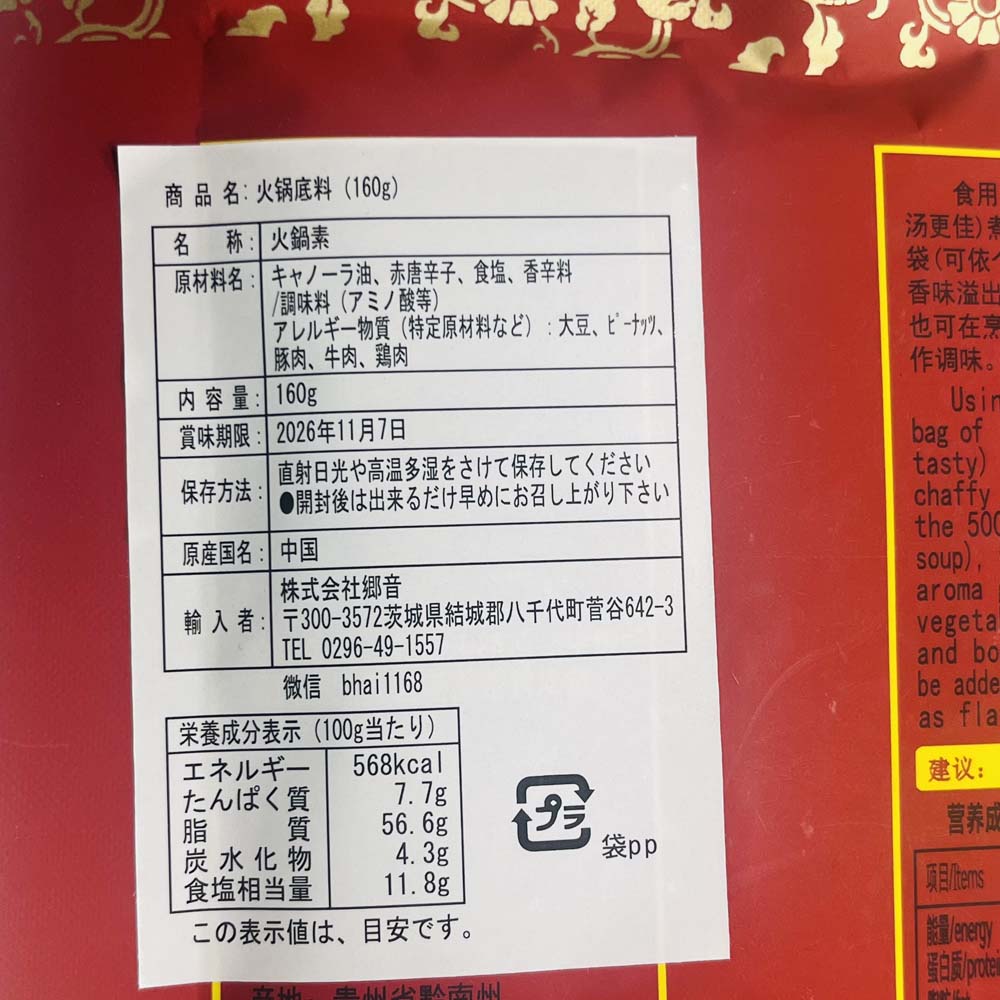 商品名: 火锅底料 (160g)
名 称: 火鍋素
原材料名: キャノーラ油、赤唐辛子、食塩、香辛料
/調味料 (アミノ酸等)
アレルギー物質 (特定原材料など) : 大豆、ピーナッツ、
豚肉、牛肉、鶏肉
内容量: 160g
賞味期限: 2026年11月7日
保存方法: 直射日光や高温多湿をさけて保存してください
●開封後は出来るだけ早めにお召し上がり下さい
原産国名: 中国
輸入者: 株式会社郷音
〒300-3572茨城県結城郡八千代町菅谷642-3
TEL 0296-49-1557
微信 bhai1168
栄養成分表示 (100g当たり)
エネルギー 568kcal
たんぱく質 7.7g
脂 質 56.6g
炭水化物 4.3g
食塩相当量 11.8g
この表示値は、目安です。
プラ
袋pp
产地: 贵州省黔南州
食用
汤更佳)煮
袋(可依个
香味溢出
也可在烹
作调味。
Usin
bag of
tasty)
chaffy
the 500
soup),
aroma
vegeta
and bo
be adde
as fla
建议:
营养成
项目/Items
能量/energy
蛋白质/protei